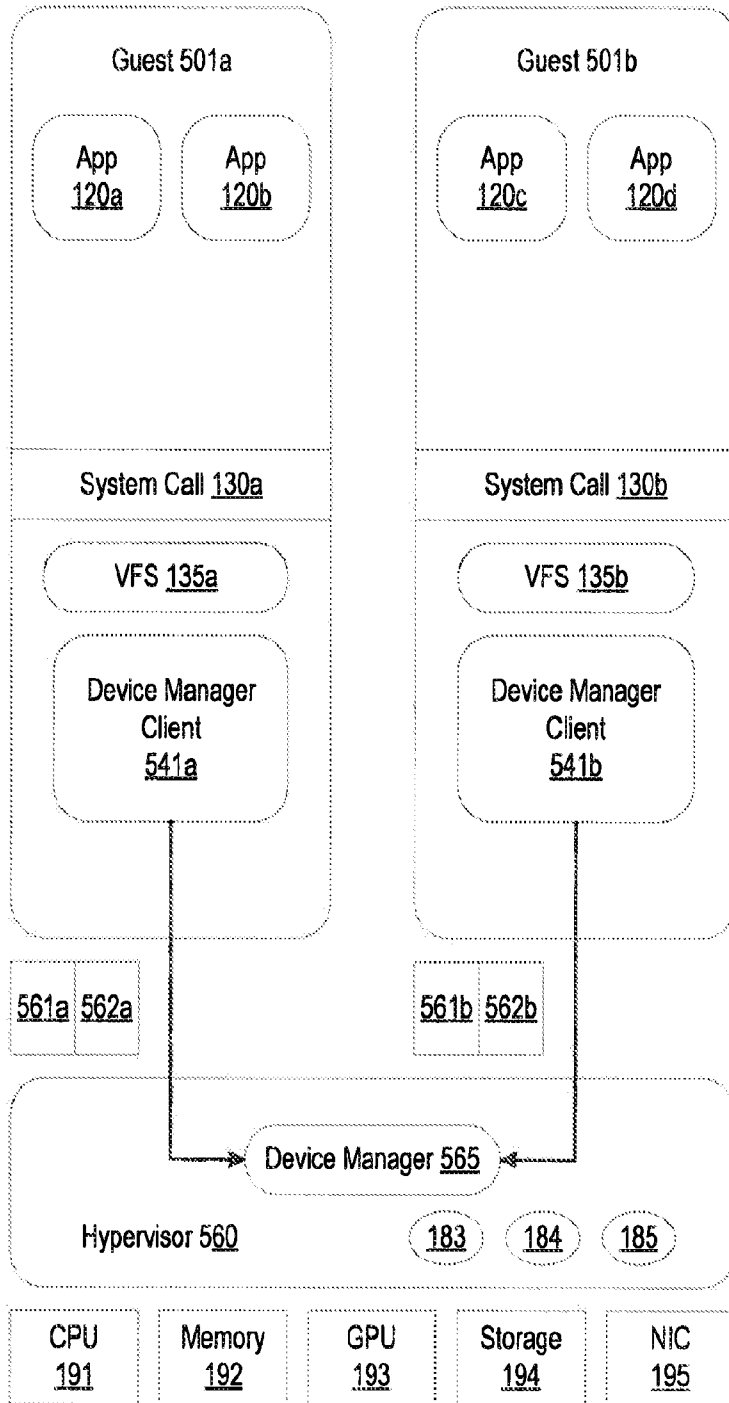 Guest 501a
Guest 501b
App
120a
App
120b
App
120c
App
120d
System Call 130a
System Call 130b
VFS 135a
VFS 135b
Device Manager
Client
541a
Device Manager
Client
541b
561a
562a
561b
562b
Device Manager 565
Hypervisor 560
183
184
185
CPU
191
Memory
192
GPU
193
Storage
194
NIC
195